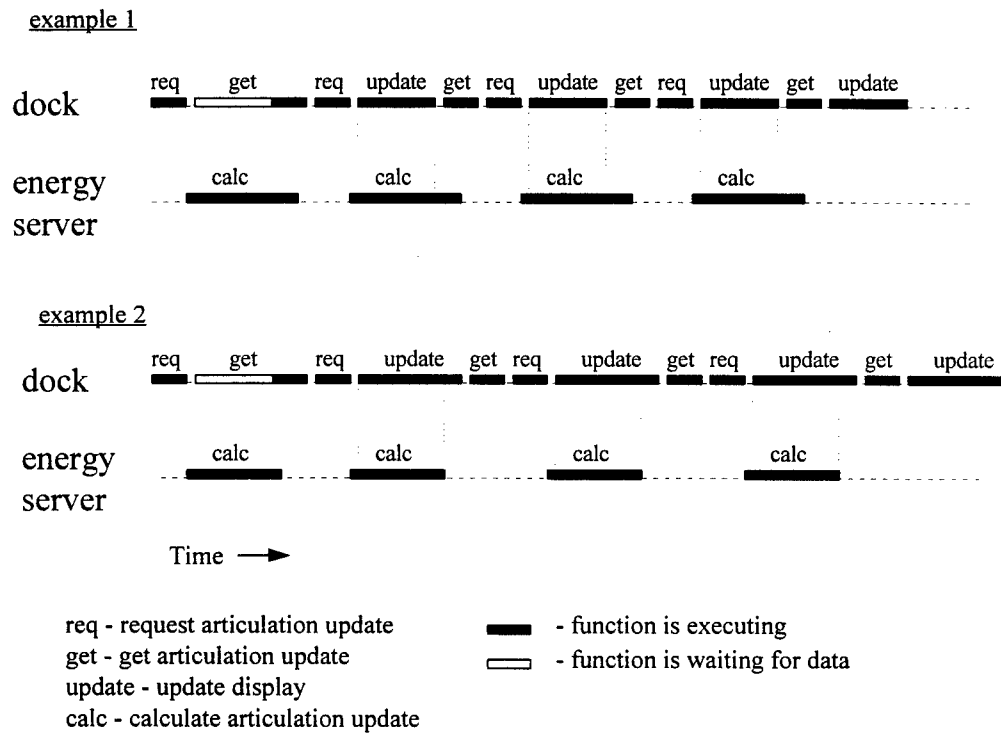 example 1
req get req update get req update get req update get update
dock
calc calc calc calc
energy
server
example 2
req get req update get req update get req update get update
dock
calc calc calc calc
energy
server
Time
req - request articulation update
get - get articulation update
update - update display
calc - calculate articulation update
- function is executing
- function is waiting for data